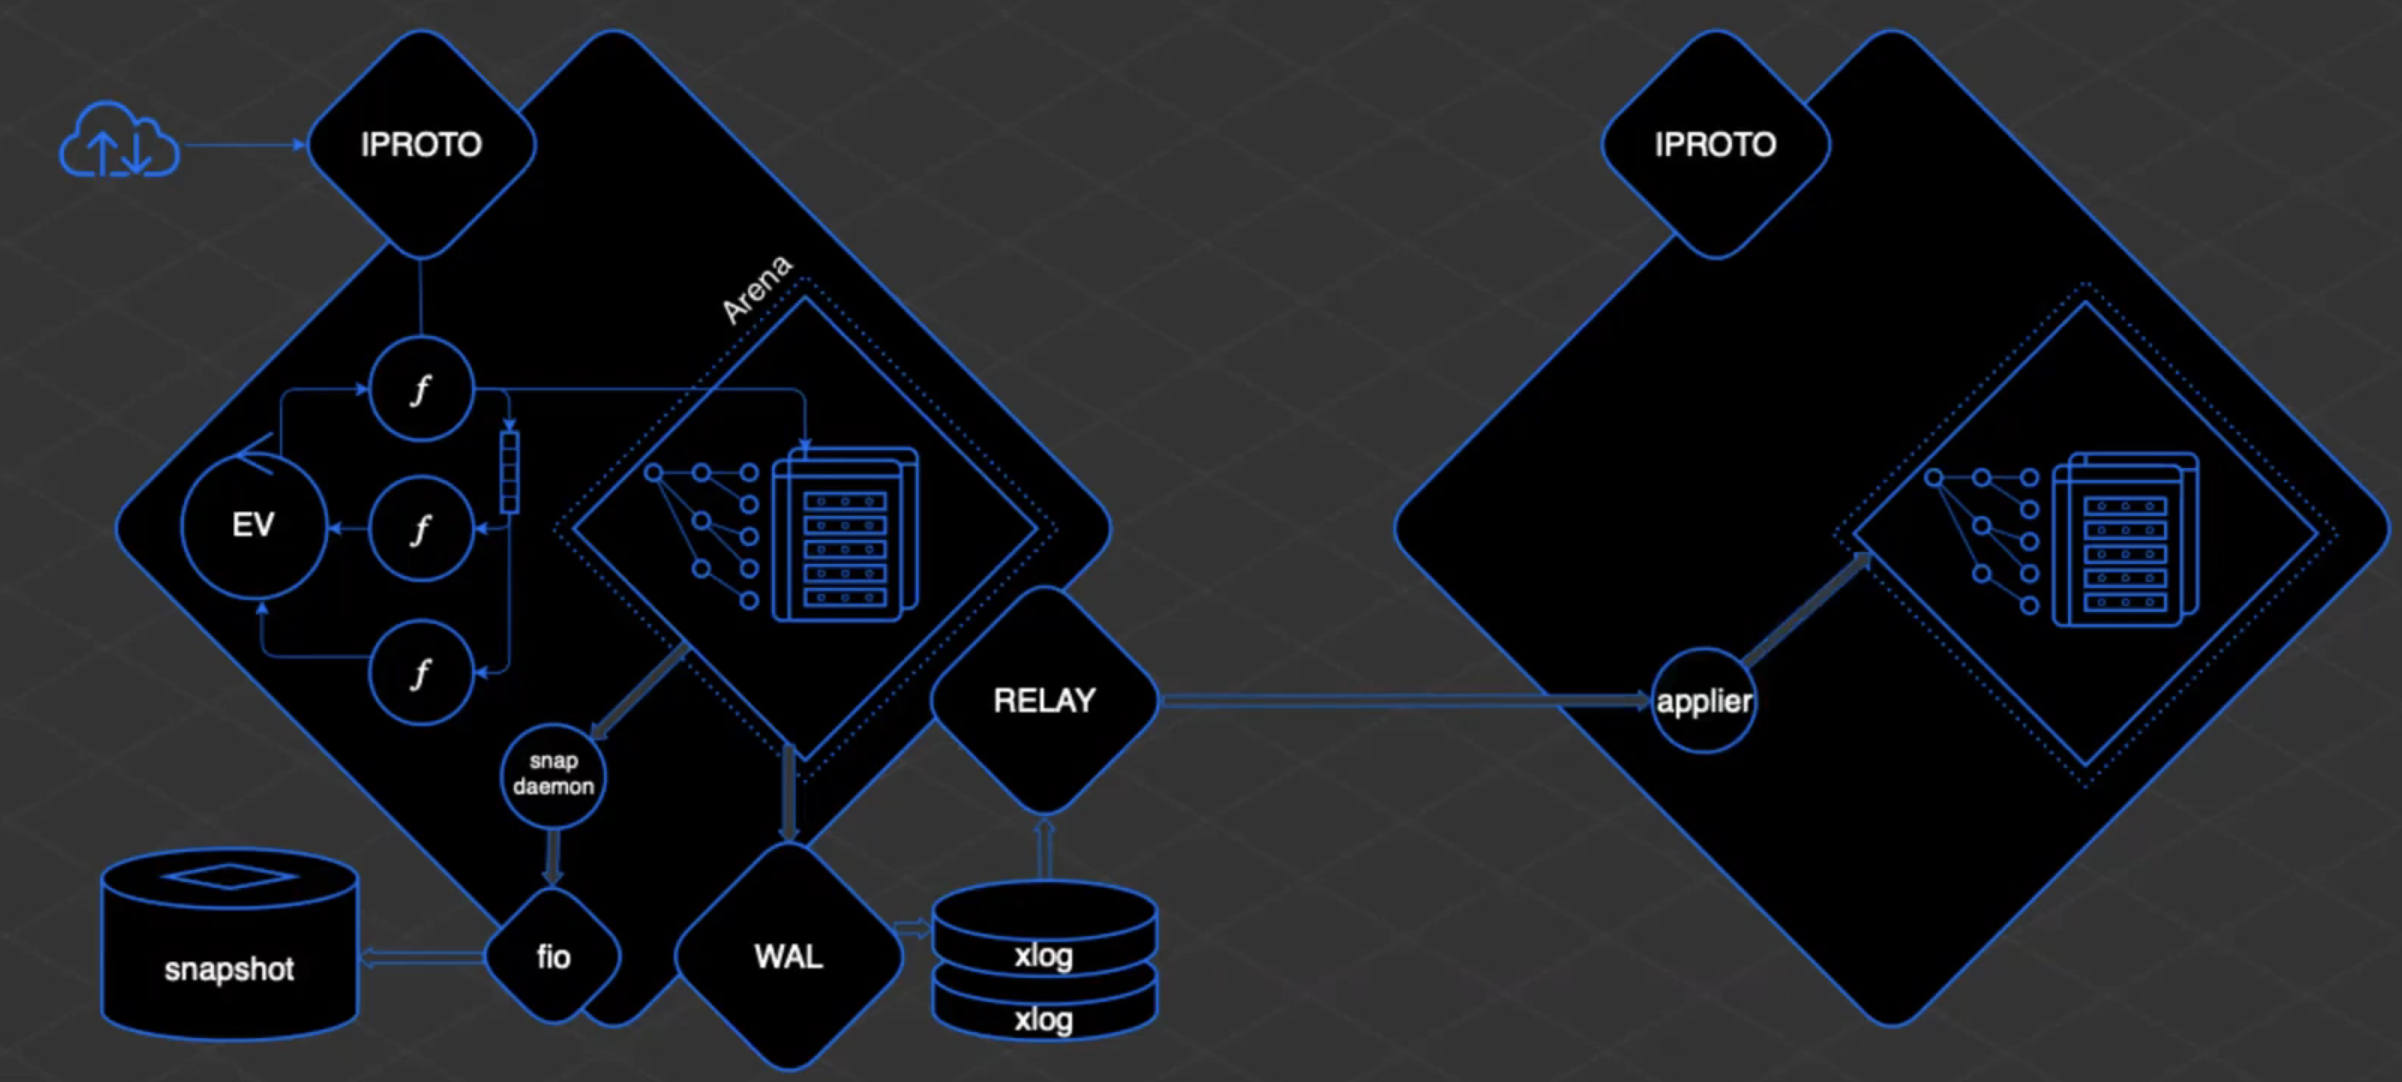 IPROTO
IPROTO
Arena
f
EV
f
f
RELAY
applier
snap
daemon
snapshot
fio
WAL
xlog
xlog